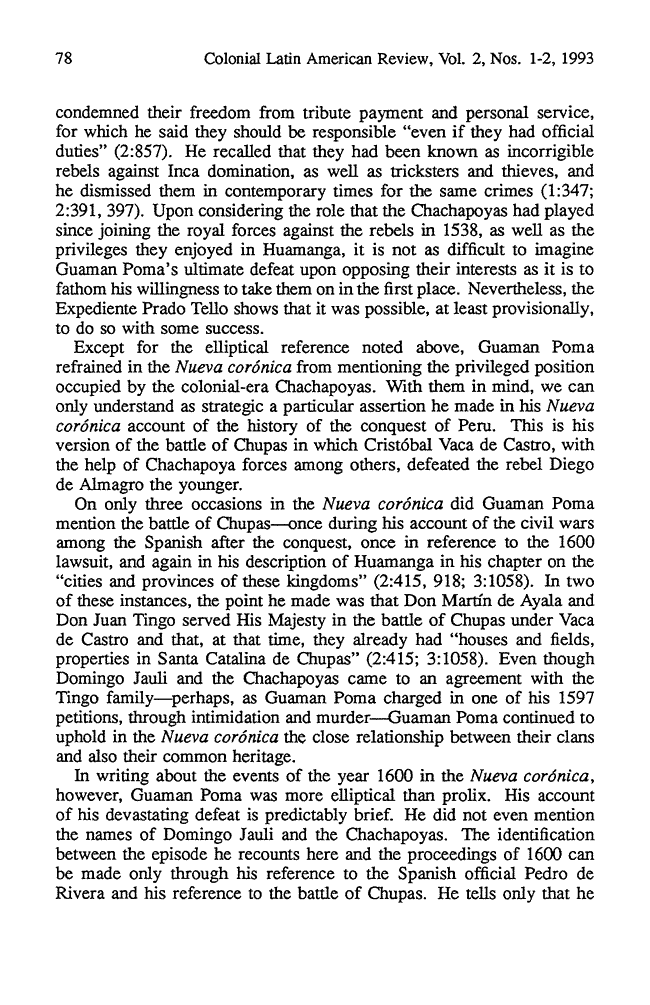 78 Colonial Latin American Review, Vol. 2, Nos. 1-2, 1993
condemned their freedom from tribute payment and personal service,
for which he said they should be responsible “even if they had official
duties” (2:857). He recalled that they had been known as incorrigible
rebels against Inca domination, as well as tricksters and thieves, and
he dismissed them in contemporary times for the same crimes (1:347;
2:391, 397). Upon considering the role that the Chachapoyas had played
since joining the royal forces against the rebels in 1538, as well as the
privileges they enjoyed in Huamanga, it is not as difficult to imagine
Guaman Poma’s ultimate defeat upon opposing their interests as it is to
fathom his willingness to take them on in the first place. Nevertheless, the
Expediente Prado Tello shows that it was possible, at least provisionally,
to do so with some success.
Except for the elliptical reference noted above, Guaman Poma
refrained in the Nueva corónica from mentioning the privileged position
occupied by the colonial-era Chachapoyas. With them in mind, we can
only understand as strategic a particular assertion he made in his Nueva
corónica account of the history of the conquest of Peru. This is his
version of the battle of Chupas in which Cristóbal Vaca de Castro, with
the help of Chachapoya forces among others, defeated the rebel Diego
de Almagro the younger.
On only three occasions in the Nueva corónica did Guaman Poma
mention the battle of Chupas—once during his account of the civil wars
among the Spanish after the conquest, once in reference to the 1600
lawsuit, and again in his description of Huamanga in his chapter on the
“cities and provinces of these kingdoms” (2:415, 918; 3:1058). In two
of these instances, the point he made was that Don Martín de Ayala and
Don Juan Tingo served His Majesty in the battle of Chupas under Vaca
de Castro and that, at that time, they already had “houses and fields,
properties in Santa Catalina de Chupas” (2:415; 3:1058). Even though
Domingo Jauli and the Chachapoyas came to an agreement with the
Tingo family—perhaps, as Guaman Poma charged in one of his 1597
petitions, through intimidation and murder—Guaman Poma continued to
uphold in the Nueva corónica the close relationship between their clans
and also their common heritage.
In writing about the events of the year 1600 in the Nueva corónica,
however, Guaman Poma was more elliptical than prolix. His account
of his devastating defeat is predictably brief. He did not even mention
the names of Domingo Jauli and the Chachapoyas. The identification
between the episode he recounts here and the proceedings of 1600 can
be made only through his reference to the Spanish official Pedro de
Rivera and his reference to the battle of Chupas. He tells only that he